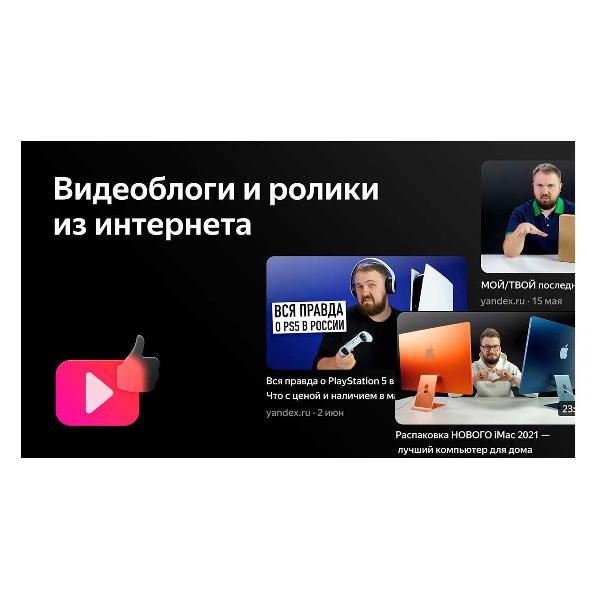 Видеоблоги и ролики
из интернета
МОЙ/ТВОЙ последн
yandex.ru · 15 мая
ВСЯ ПРАВДА
О PS5 В РОССИИ
Вся правда о PlayStation 5 в
Что с ценой и наличием в ма
yandex.ru · 2 июн
23:
Распаковка НОВОГО iMac 2021 —
лучший компьютер для дома